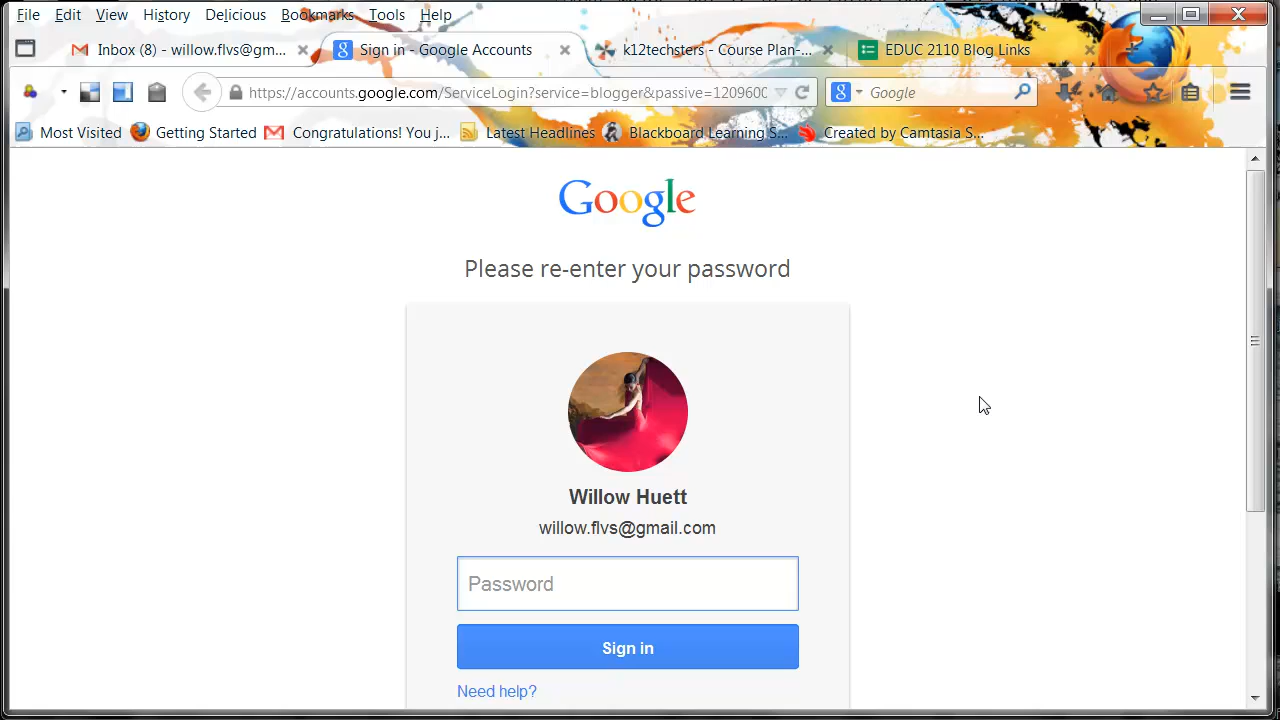 File Edit View History Delicious Bookmarks Tools Help
Inbox (8) - willow.flvs@gm... Sign in - Google Accounts k12techsters - Course Plan-... EDUC 2110 Blog Links
https://accounts.google.com/ServiceLogin?service=blogger&passive=1209600 Google
Most Visited Getting Started Congratulations! You j... Latest Headlines Blackboard Learning S... Created by Camtasia S...
Google
Please re-enter your password
Willow Huett
willow.flvs@gmail.com
Password
Sign in
Need help?